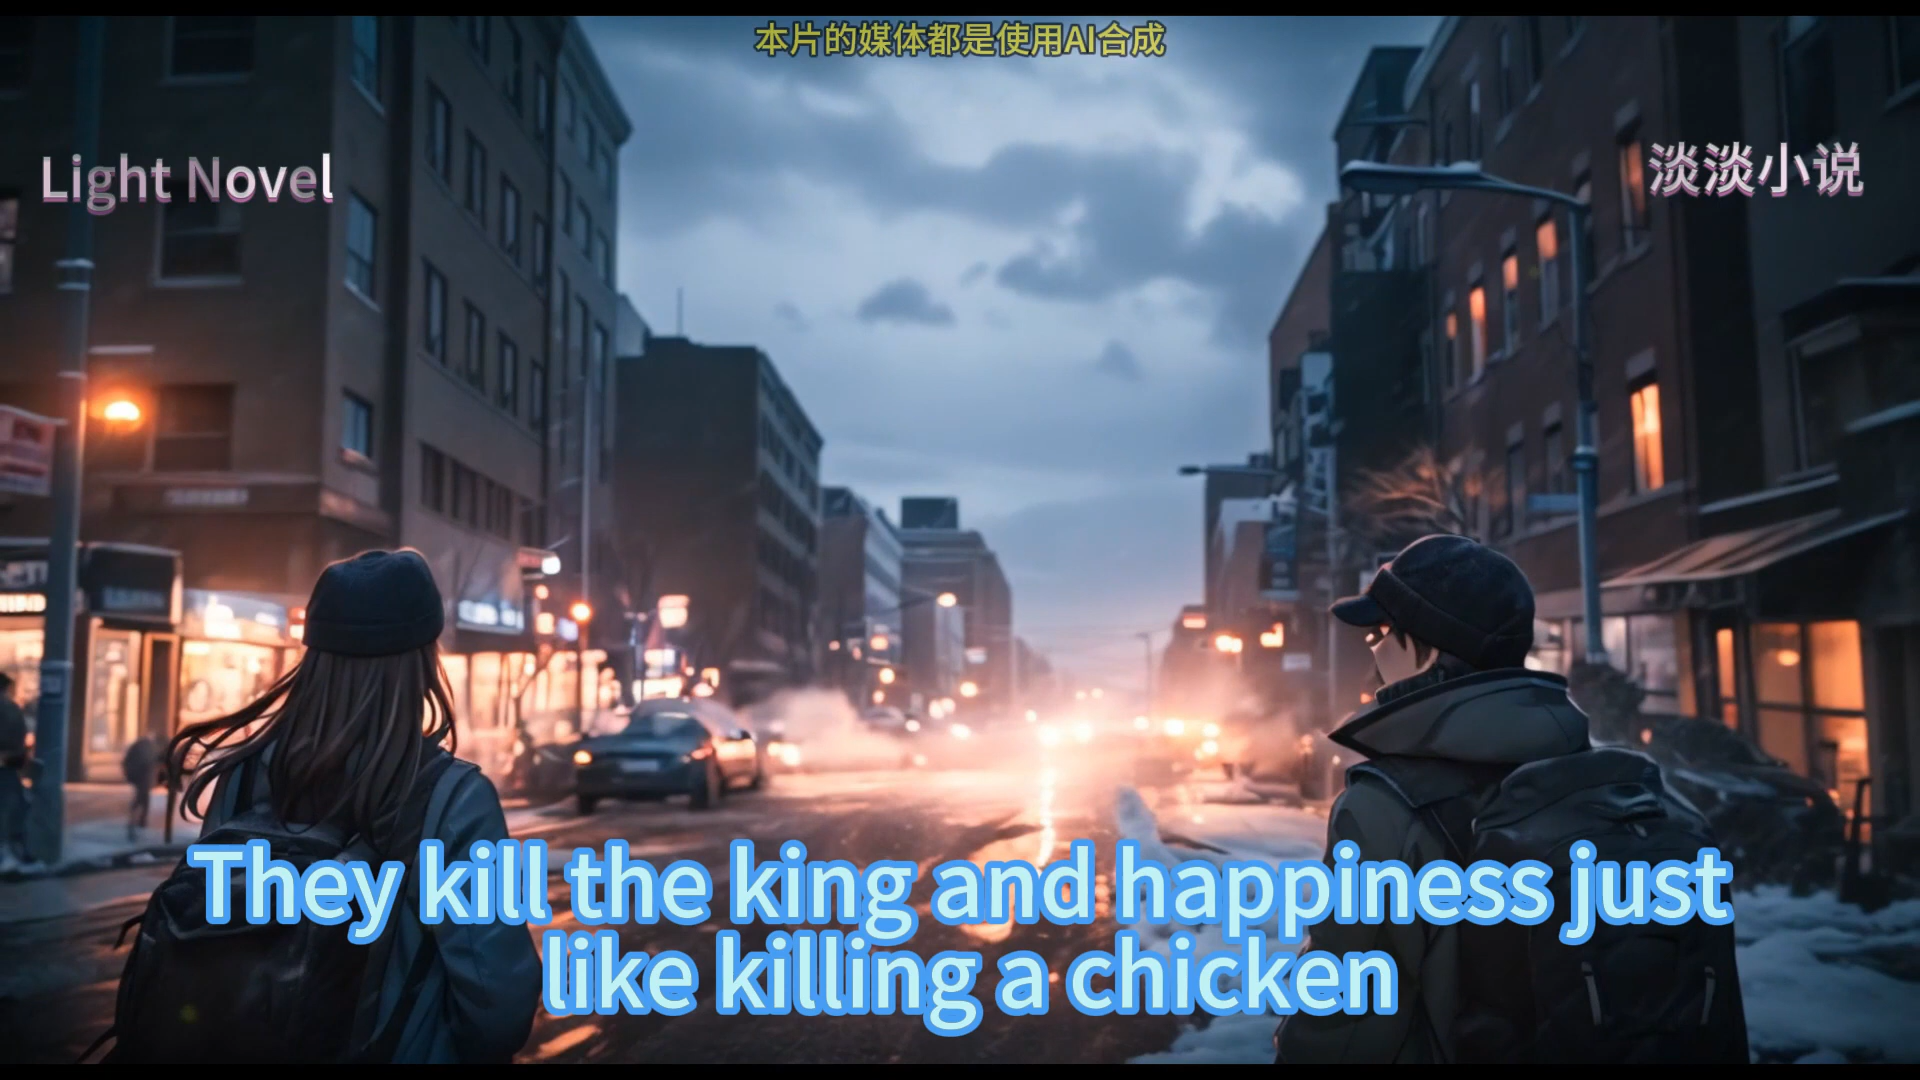 本片的媒体都是使用AI合成
Light Novel
淡淡小说
They kill the king and happiness just
like killing a chicken